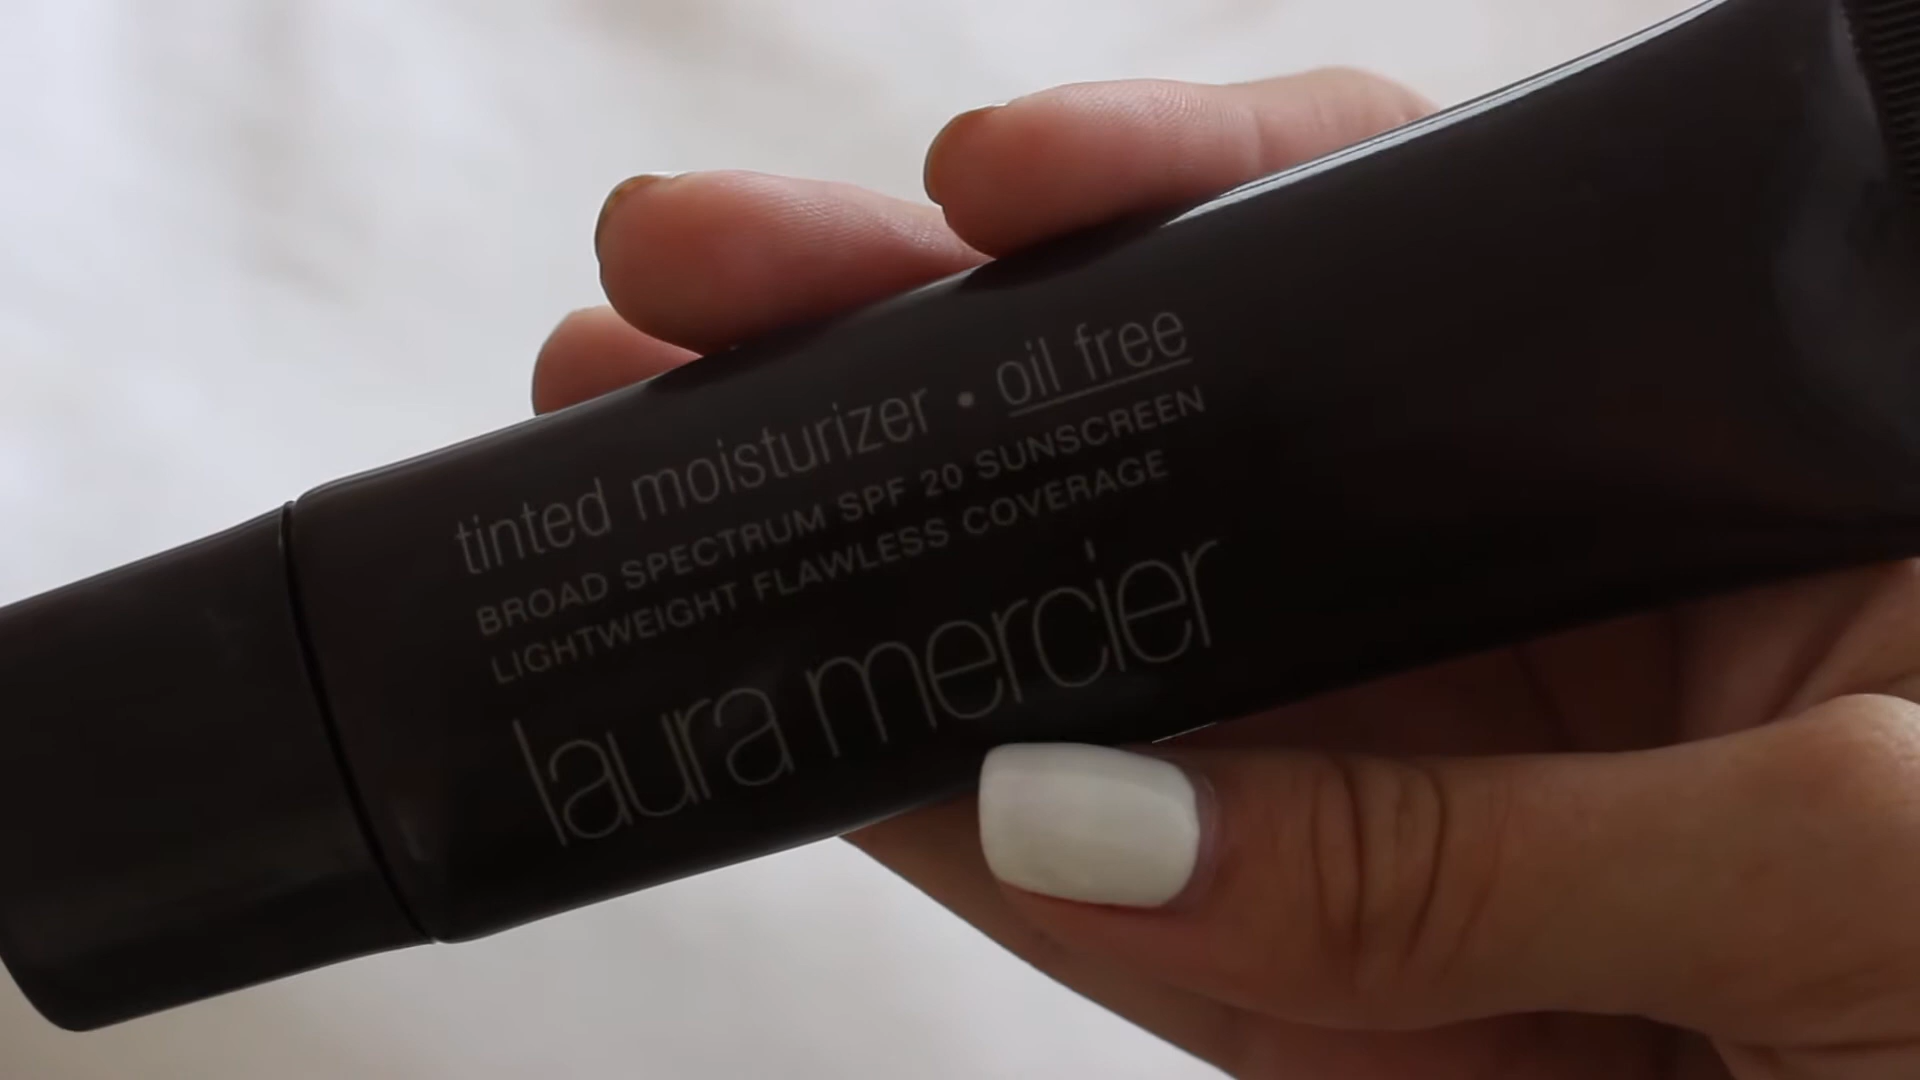 tinted moisturizer • oil free
BROAD SPECTRUM SPF 20 SUNSCREEN
LIGHTWEIGHT FLAWLESS COVERAGE
laura mercier